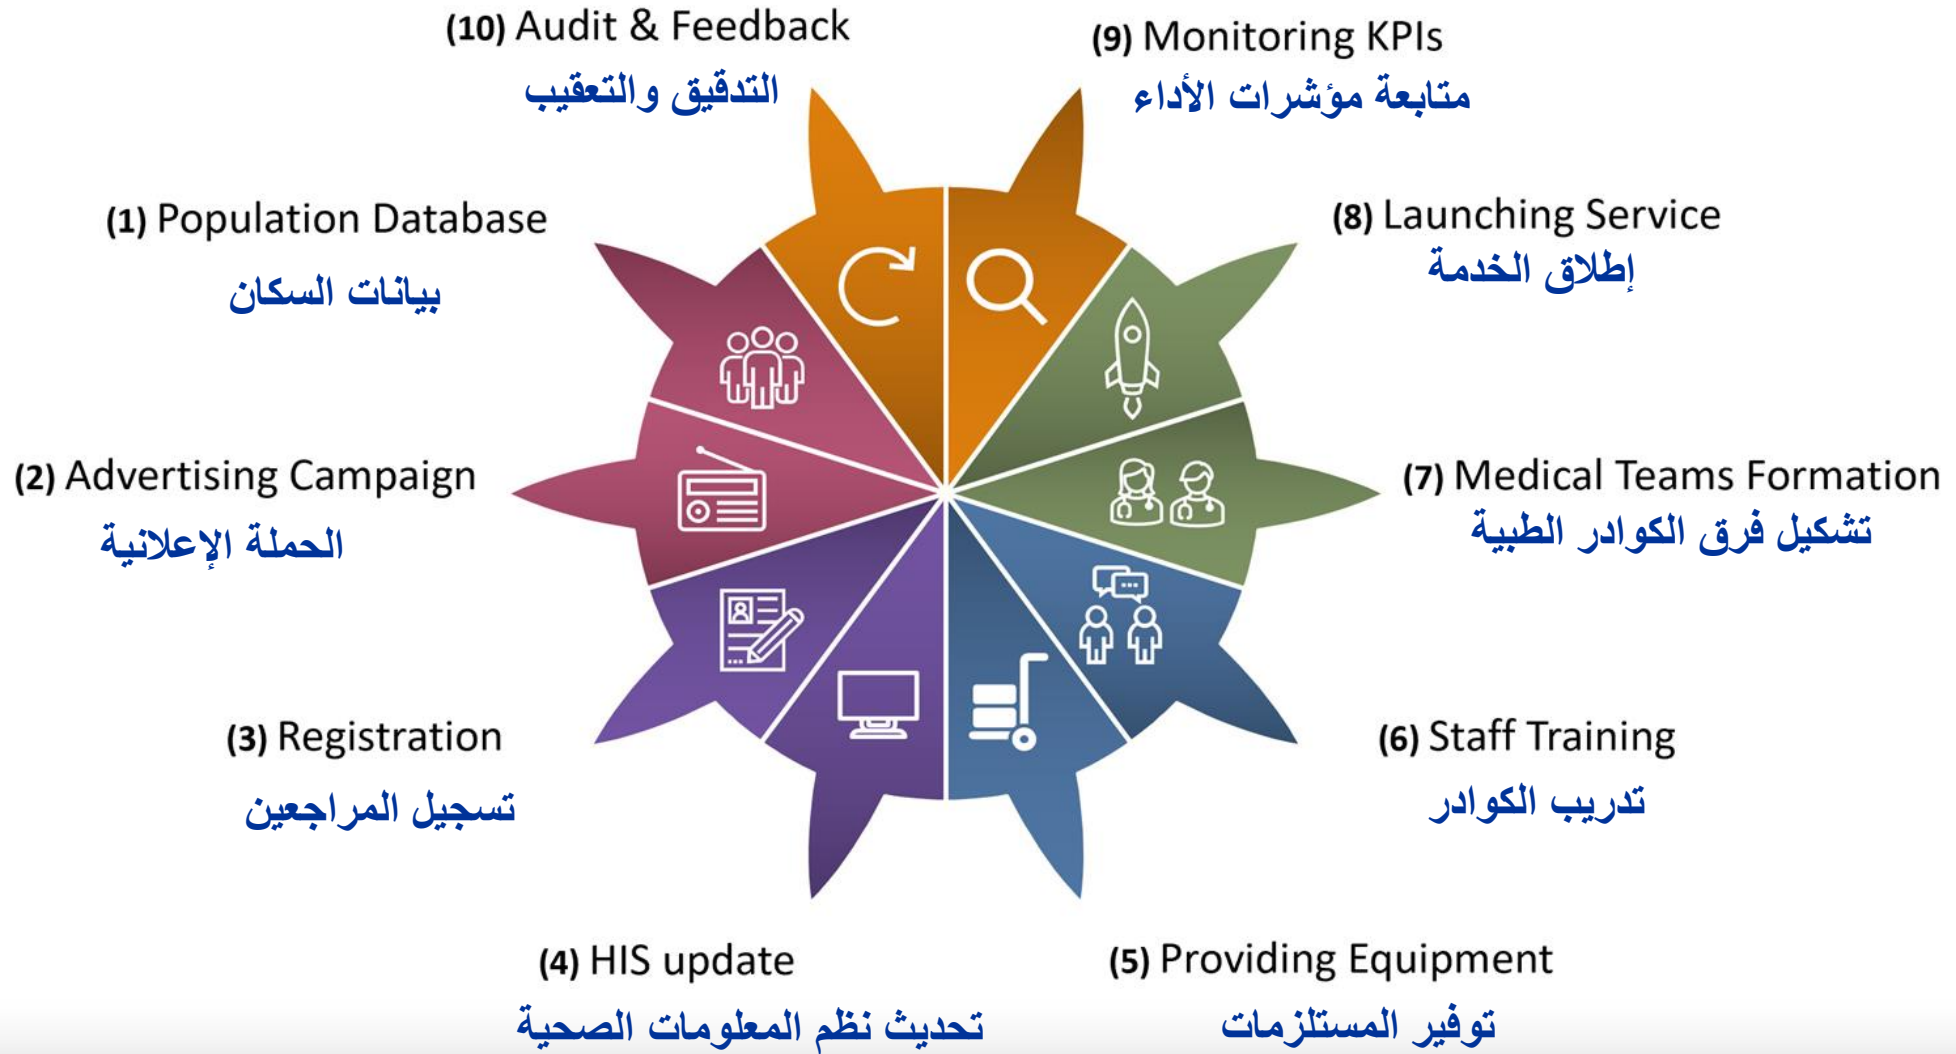 (10) Audit & Feedback
التدقيق والتعقيب
(9) Monitoring KPIs
متابعة مؤشرات الأداء
(1) Population Database
بيانات السكان
(8) Launching Service
إطلاق الخدمة
(2) Advertising Campaign
الحملة الإعلانية
(7) Medical Teams Formation
تشكيل فرق الكوادر الطبية
(3) Registration
تسجيل المراجعين
(6) Staff Training
تدريب الكوادر
(4) HIS update
تحديث نظم المعلومات الصحية
(5) Providing Equipment
توفير المستلزمات